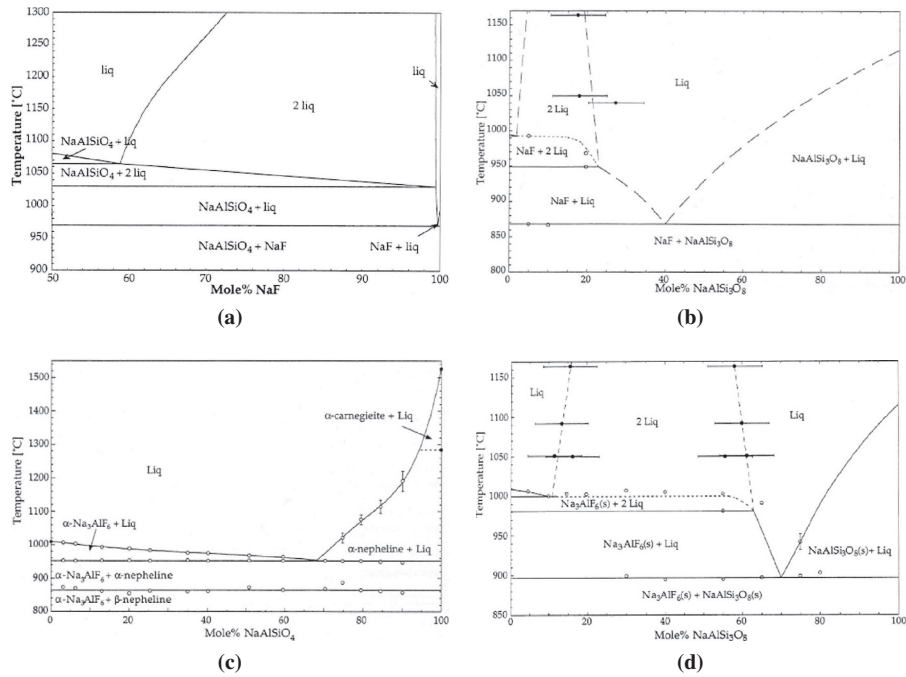 1300
1200
1100
1000
900
Temperature [°C]
liq
liq
2 liq
NaAlSiO4 + liq
NaAlSiO4 + 2 liq
NaAlSiO4 + liq
NaAlSiO4 + NaF
NaF + liq
50 60 70 80 90 100
Mole% NaF
(a)
1150
1100
1050
1000
950
900
850
800
Temperature [°C]
Liq
2 Liq
NaF + 2 Liq
NaF + Liq
NaAlSi3O8 + Liq
NaF + NaAlSi3O8
0 20 40 60 80 100
Mole% NaAlSi3O8
(b)
1500
1400
1300
1200
1100
1000
900
800
Temperature [°C]
α-carnegieite + Liq
Liq
α-Na3AlF6 + Liq
α-nepheline + Liq
α-Na3AlF6 + α-nepheline
α-Na3AlF6 + β-nepheline
0 10 20 30 40 50 60 70 80 90 100
Mole% NaAlSiO4
(c)
1150
1100
1050
1000
950
900
850
800
Temperature [°C]
Liq
2 Liq
Liq
Na3AlF6(s) + 2 Liq
Na3AlF6(s) + Liq
NaAlSi3O8(s) + Liq
Na3AlF6(s) + NaAlSi3O8(s)
0 20 40 60 80 100
Mole% NaAlSi3O8
(d)